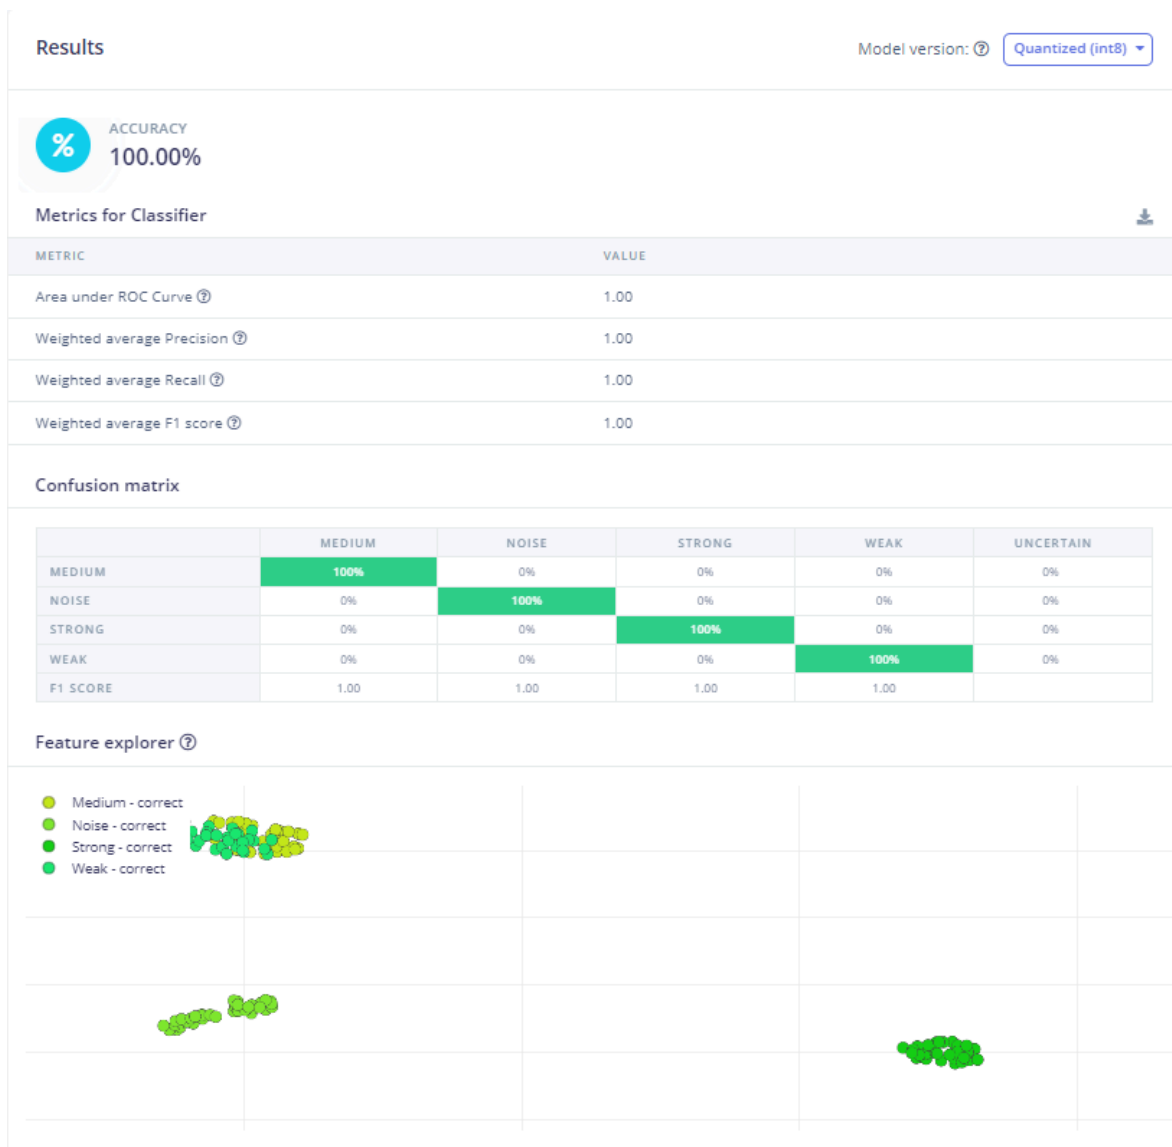 Results
Model version: Quantized (int8)
%
ACCURACY
100.00%
Metrics for Classifier
METRIC VALUE
Area under ROC Curve ? 1.00
Weighted average Precision ? 1.00
Weighted average Recall ? 1.00
Weighted average F1 score ? 1.00
Confusion matrix
MEDIUM NOISE STRONG WEAK UNCERTAIN
MEDIUM 100% 0% 0% 0% 0%
NOISE 0% 100% 0% 0% 0%
STRONG 0% 0% 100% 0% 0%
WEAK 0% 0% 0% 100% 0%
F1 SCORE 1.00 1.00 1.00 1.00
Feature explorer ?
Medium - correct
Noise - correct
Strong - correct
Weak - correct